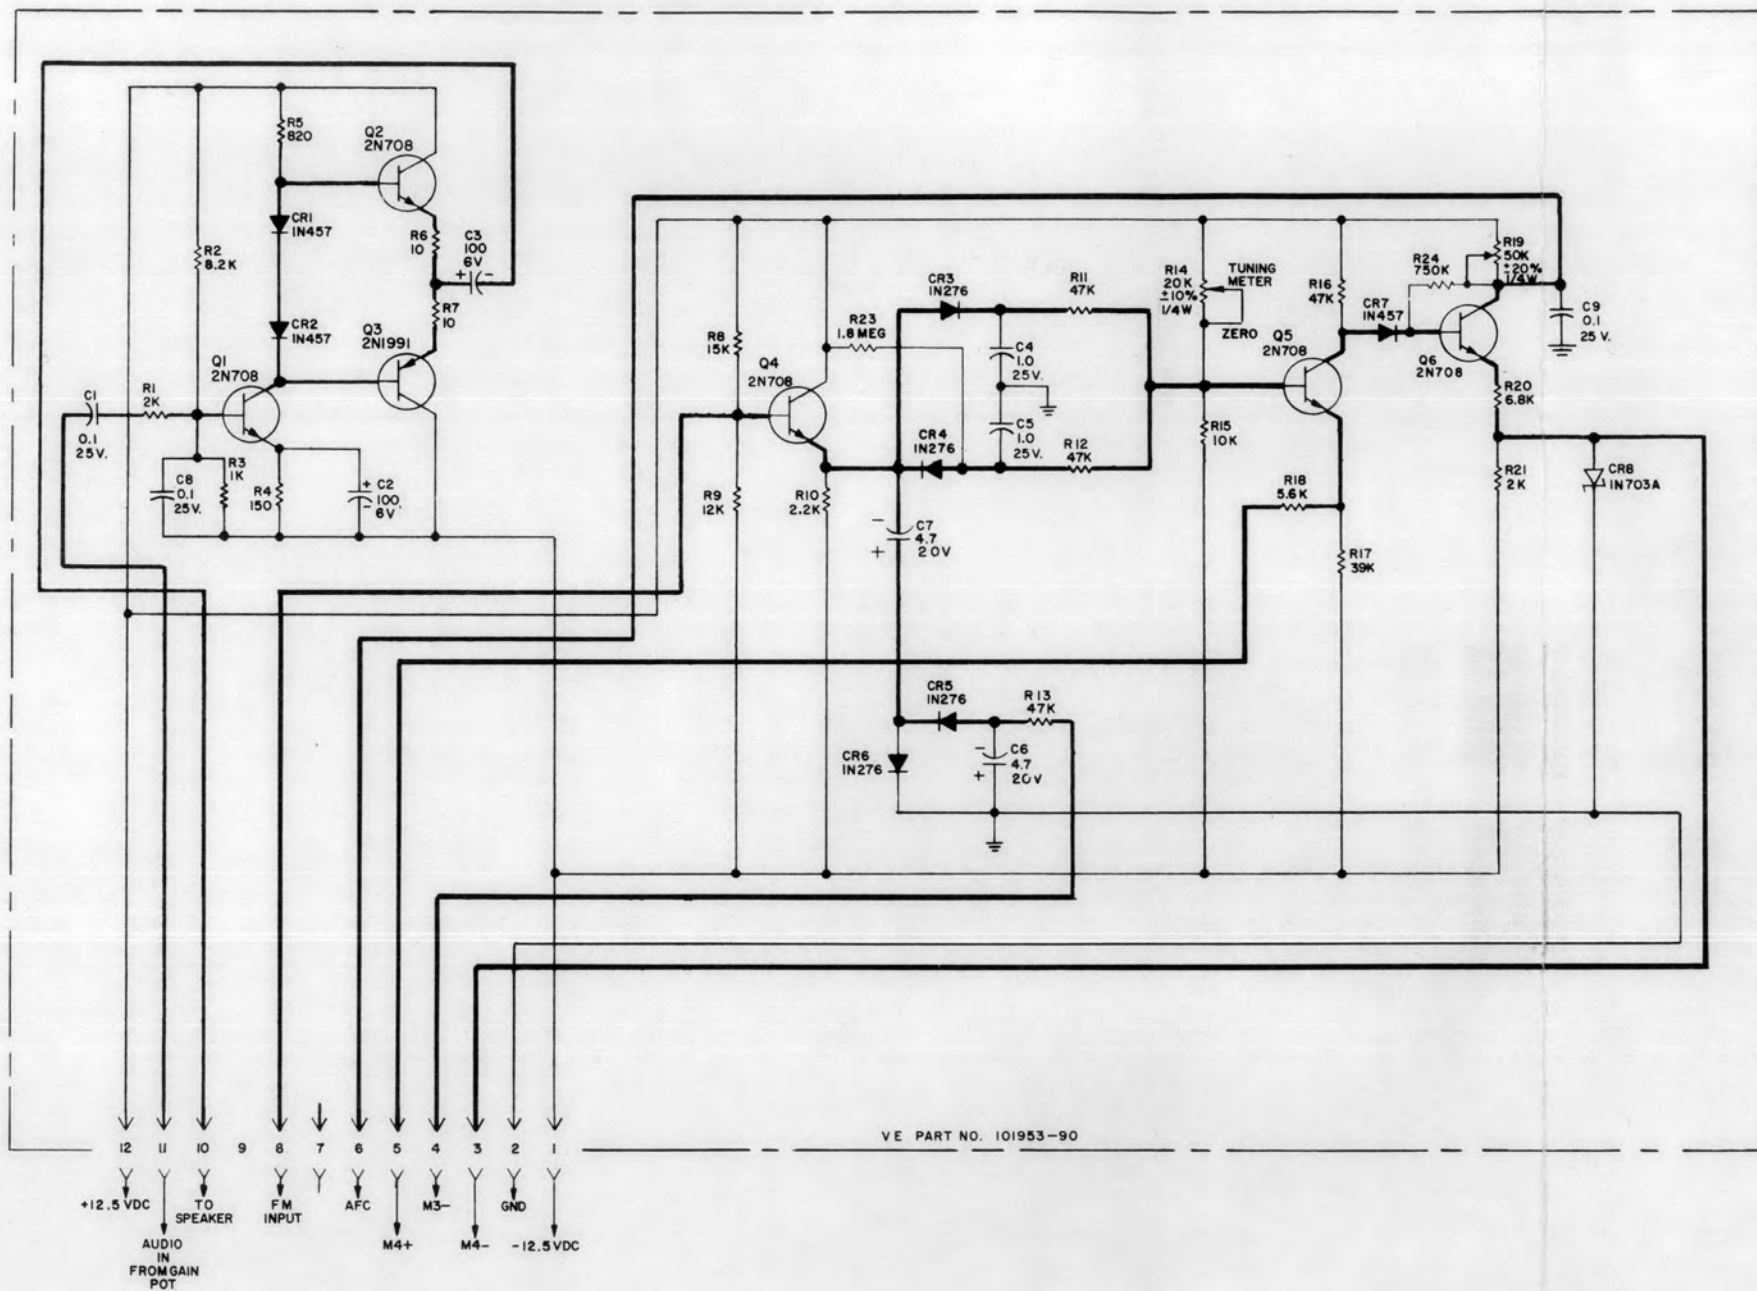 R5
820
Q2
2N708
CR1
1N457
R2
8.2K
R6
10
C3
100
6V
+ -
R7
10
CR2
1N457
Q3
2N1991
Q1
2N708
C1
0.1
25V.
R1
2K
C8
0.1
25V.
R3
1K
R4
150
+
C2
100
- 6V
R8
15K
Q4
2N708
R23
1.8 MEG
CR3
1N276
R11
47K
C4
1.0
25V.
C5
1.0
25V.
CR4
1N276
R12
47K
R9
12K
R10
2.2K
-
C7
4.7
+ 20V
R14
20K
±10%
1/4W
TUNING
METER
ZERO
R15
10K
Q5
2N708
R16
47K
CR7
1N457
R24
750K
R19
50K
±20%
1/4W
C9
0.1
25 V.
Q6
2N708
R20
6.8K
R21
2K
CR8
1N703A
R18
5.6K
R17
39K
CR5
1N276
R13
47K
CR6
1N276
-
C6
4.7
+ 20V
VE PART NO. 101953-90
12 11 10 9 8 7 6 5 4 3 2 1
+12.5 VDC
AUDIO
IN
FROM GAIN
POT
TO
SPEAKER
FM
INPUT
AFC
M4+
M3-
M4-
GND
-12.5 VDC